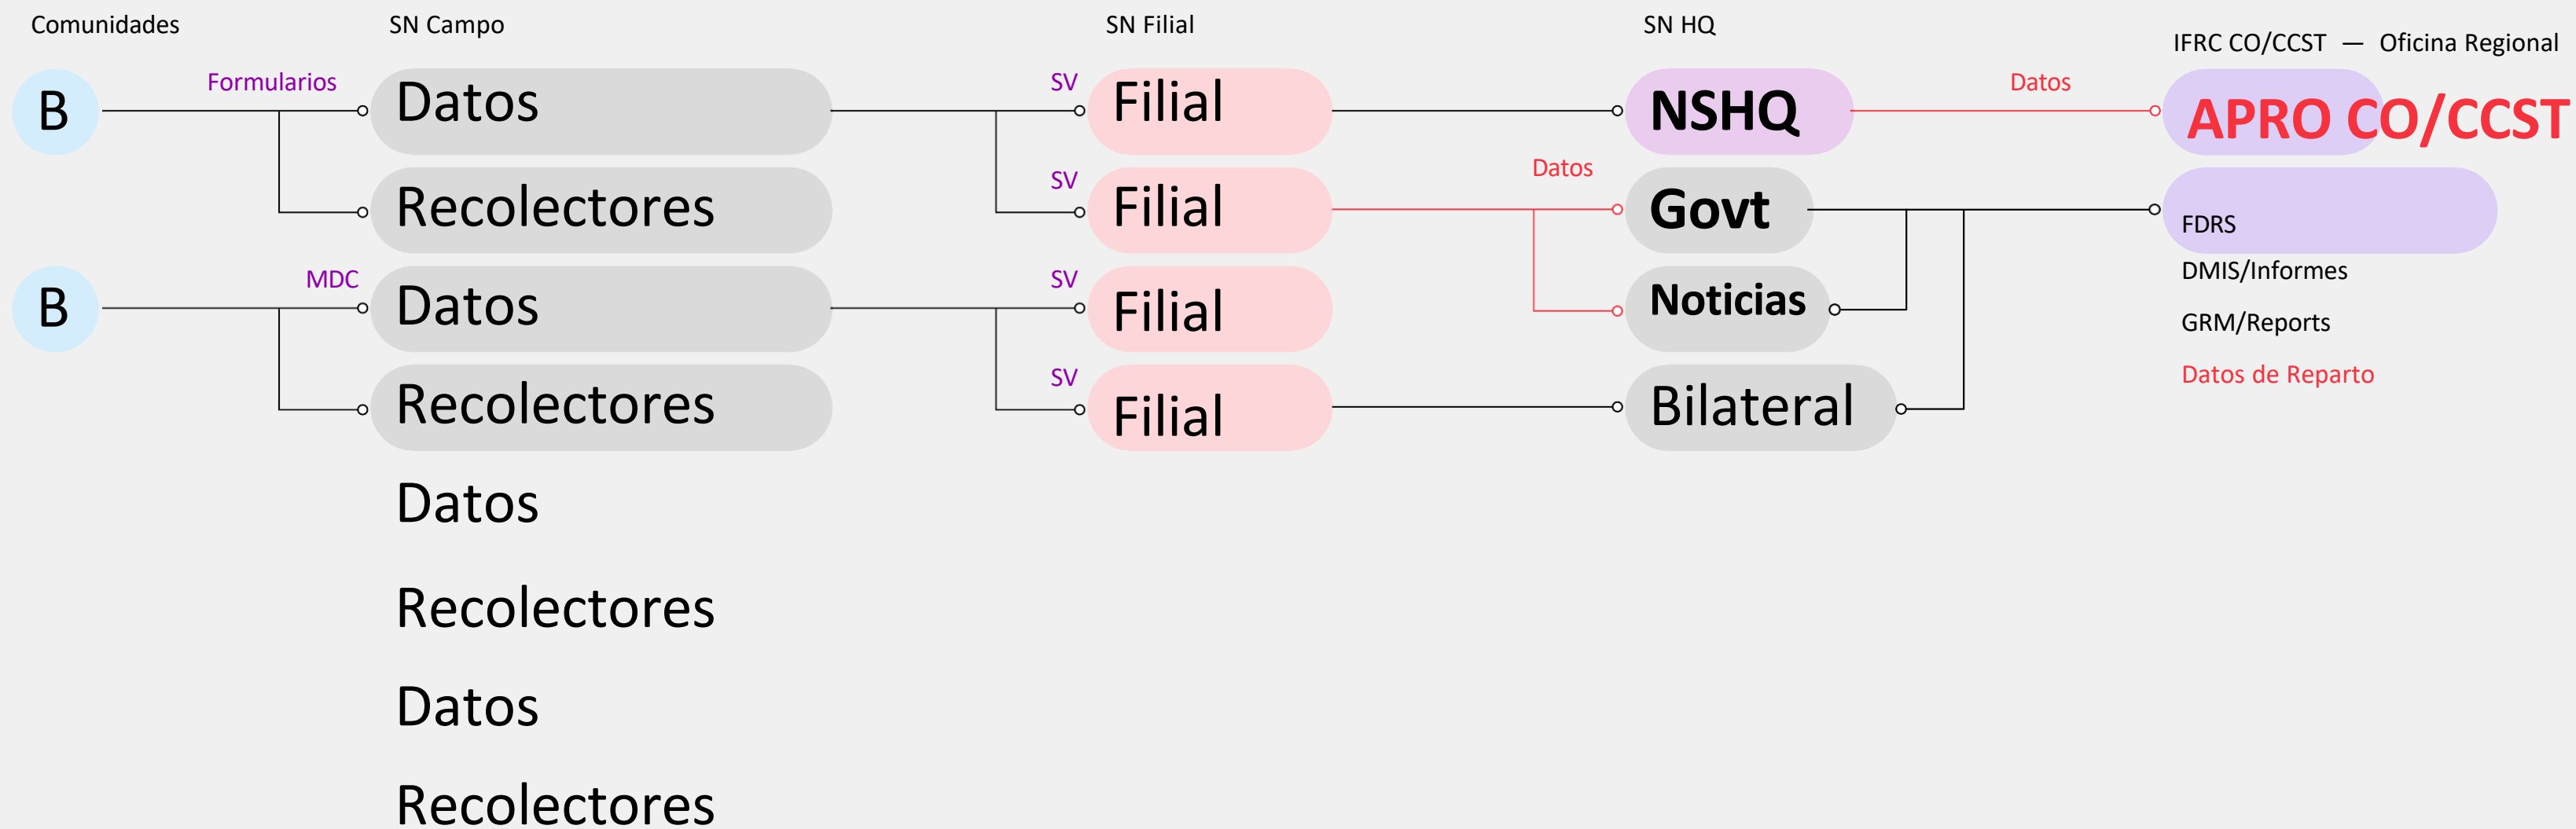 Comunidades
SN Campo
SN Filial
SN HQ
IFRC CO/CCST — Oficina Regional
B
Formularios
Datos
SV
Filial
NSHQ
Datos
APRO CO/CCST
Recolectores
SV
Filial
Datos
Govt
FDRS
B
MDC
Datos
SV
Filial
Noticias
DMIS/Informes
GRM/Reports
Datos de Reparto
Recolectores
SV
Filial
Bilateral
Datos
Recolectores
Datos
Recolectores